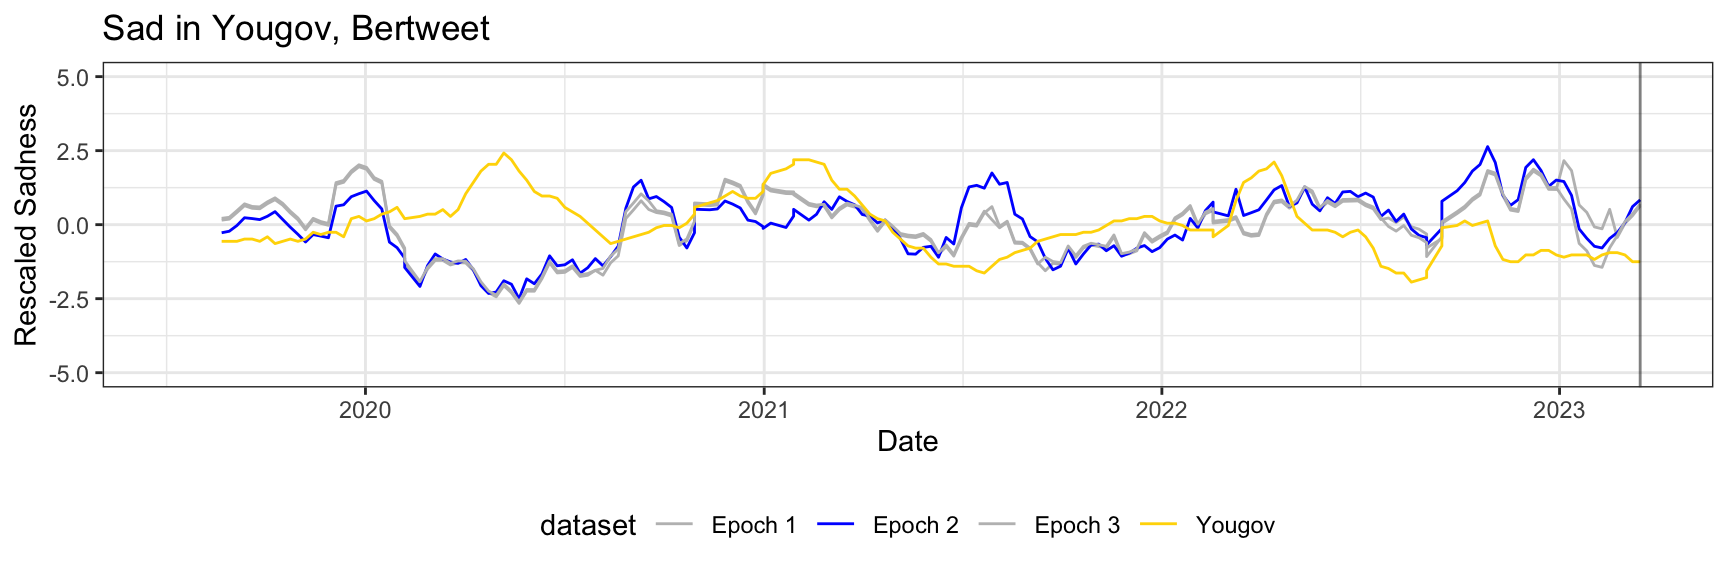 Sad in Yougov, Bertweet
Rescaled Sadness
5.0
2.5
0.0
-2.5
-5.0
2020 2021 2022 2023
Date
dataset Epoch 1 Epoch 2 Epoch 3 Yougov